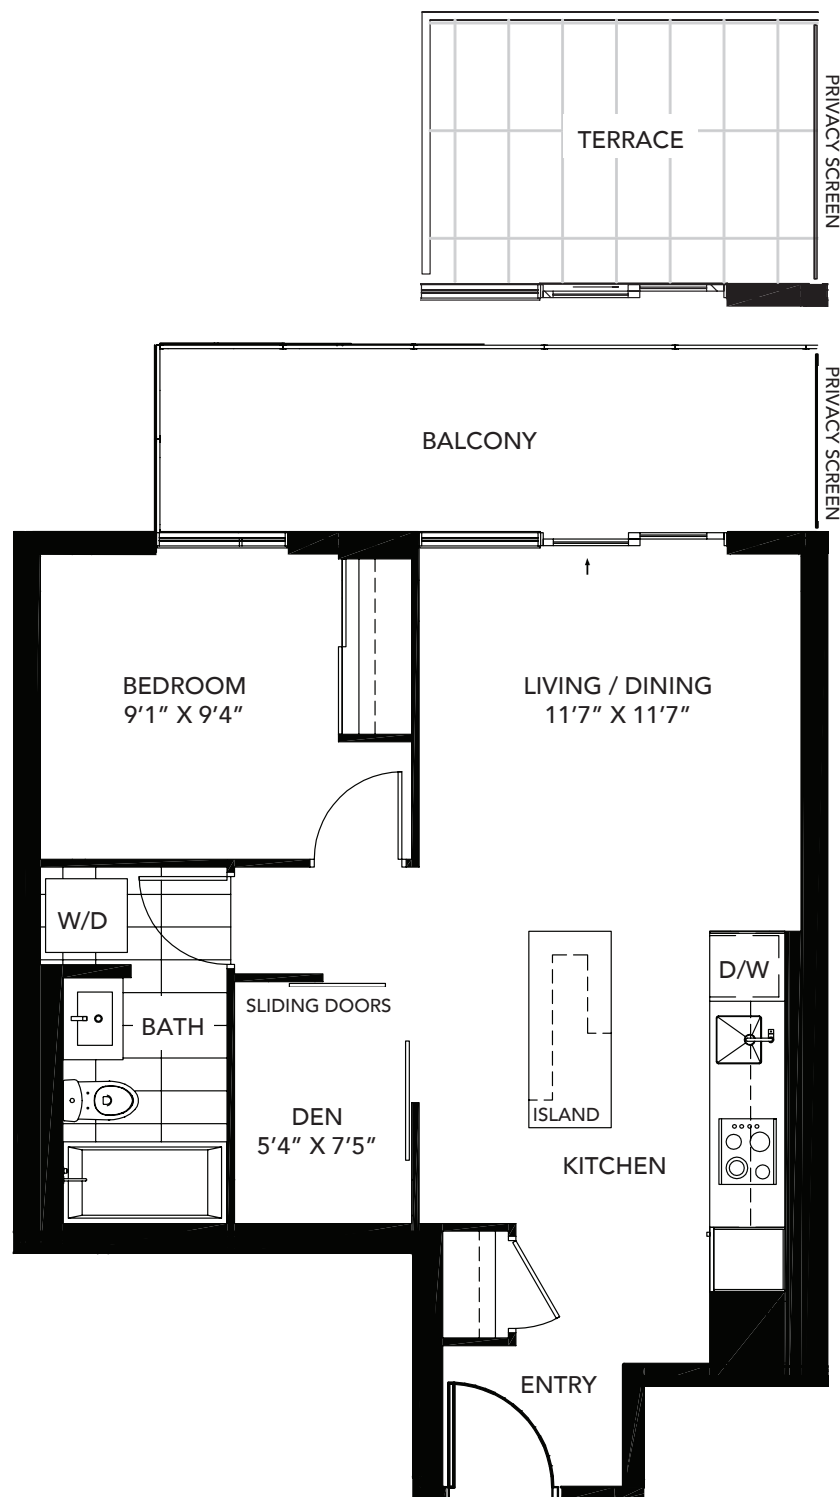 TERRACE
PRIVACY SCREEN
BALCONY
PRIVACY SCREEN
BEDROOM
9’1” X 9’4”
LIVING / DINING
11’7” X 11’7”
W/D
D/W
SLIDING DOORS
BATH
DEN
5’4” X 7’5”
ISLAND
KITCHEN
ENTRY